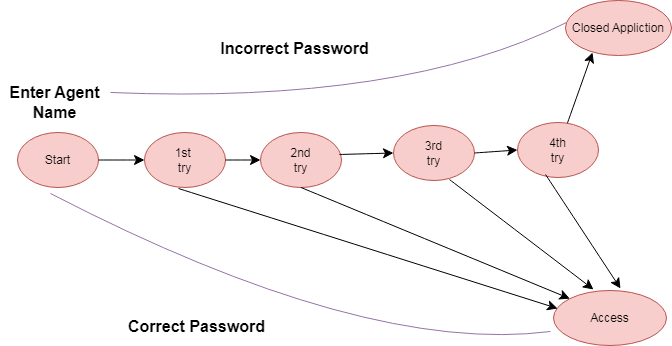 Closed Appliction
Incorrect Password
Enter Agent
Name
Start
1st
try
2nd
try
3rd
try
4th
try
Access
Correct Password